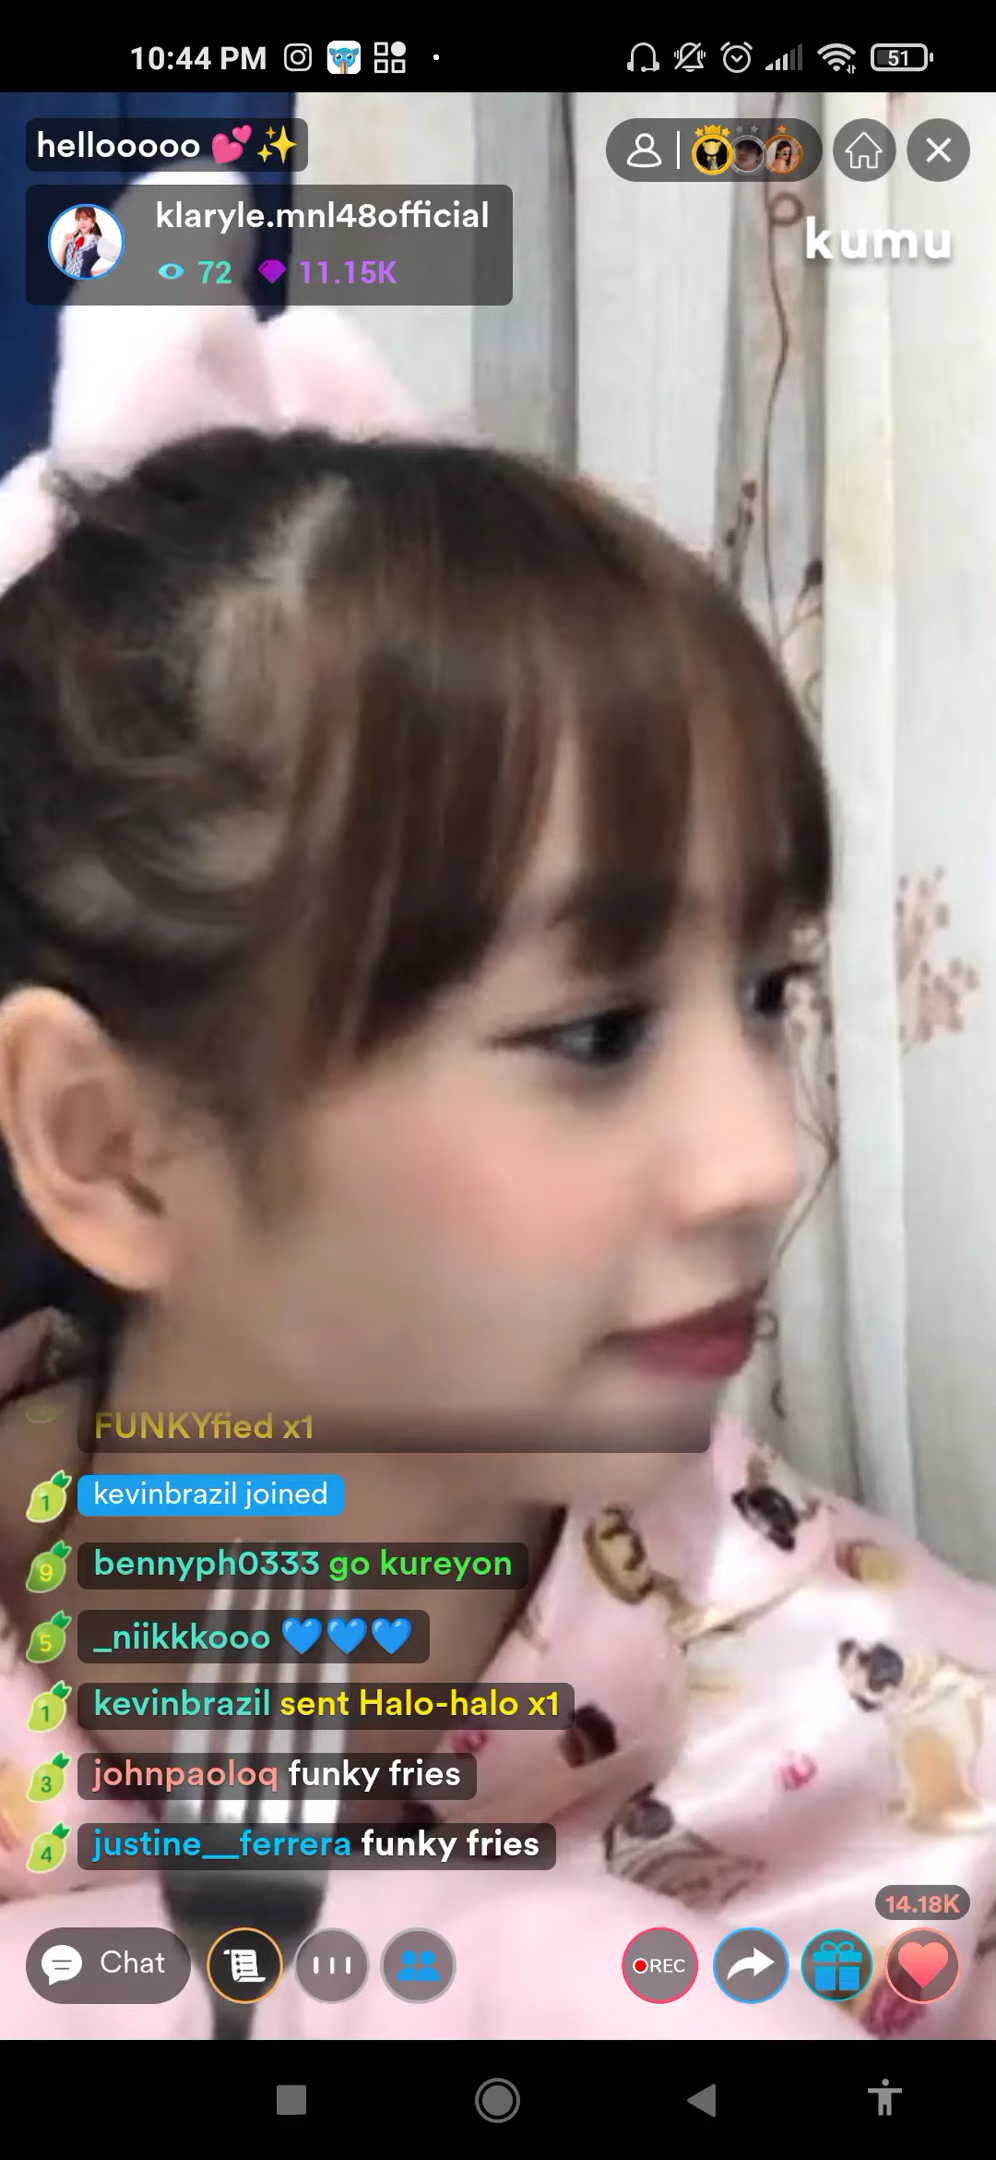 10:44 PM
51
hellooooo 💕✨
klaryle.mnl48official
72 11.15K
kumu
FUNKYfied x1
1 kevinbrazil joined
9 bennyph0333 go kureyon
5 _niikkkooo 💙💙💙
1 kevinbrazil sent Halo-halo x1
3 johnpaoloq funky fries
4 justine__ferrera funky fries
14.18K
Chat
REC